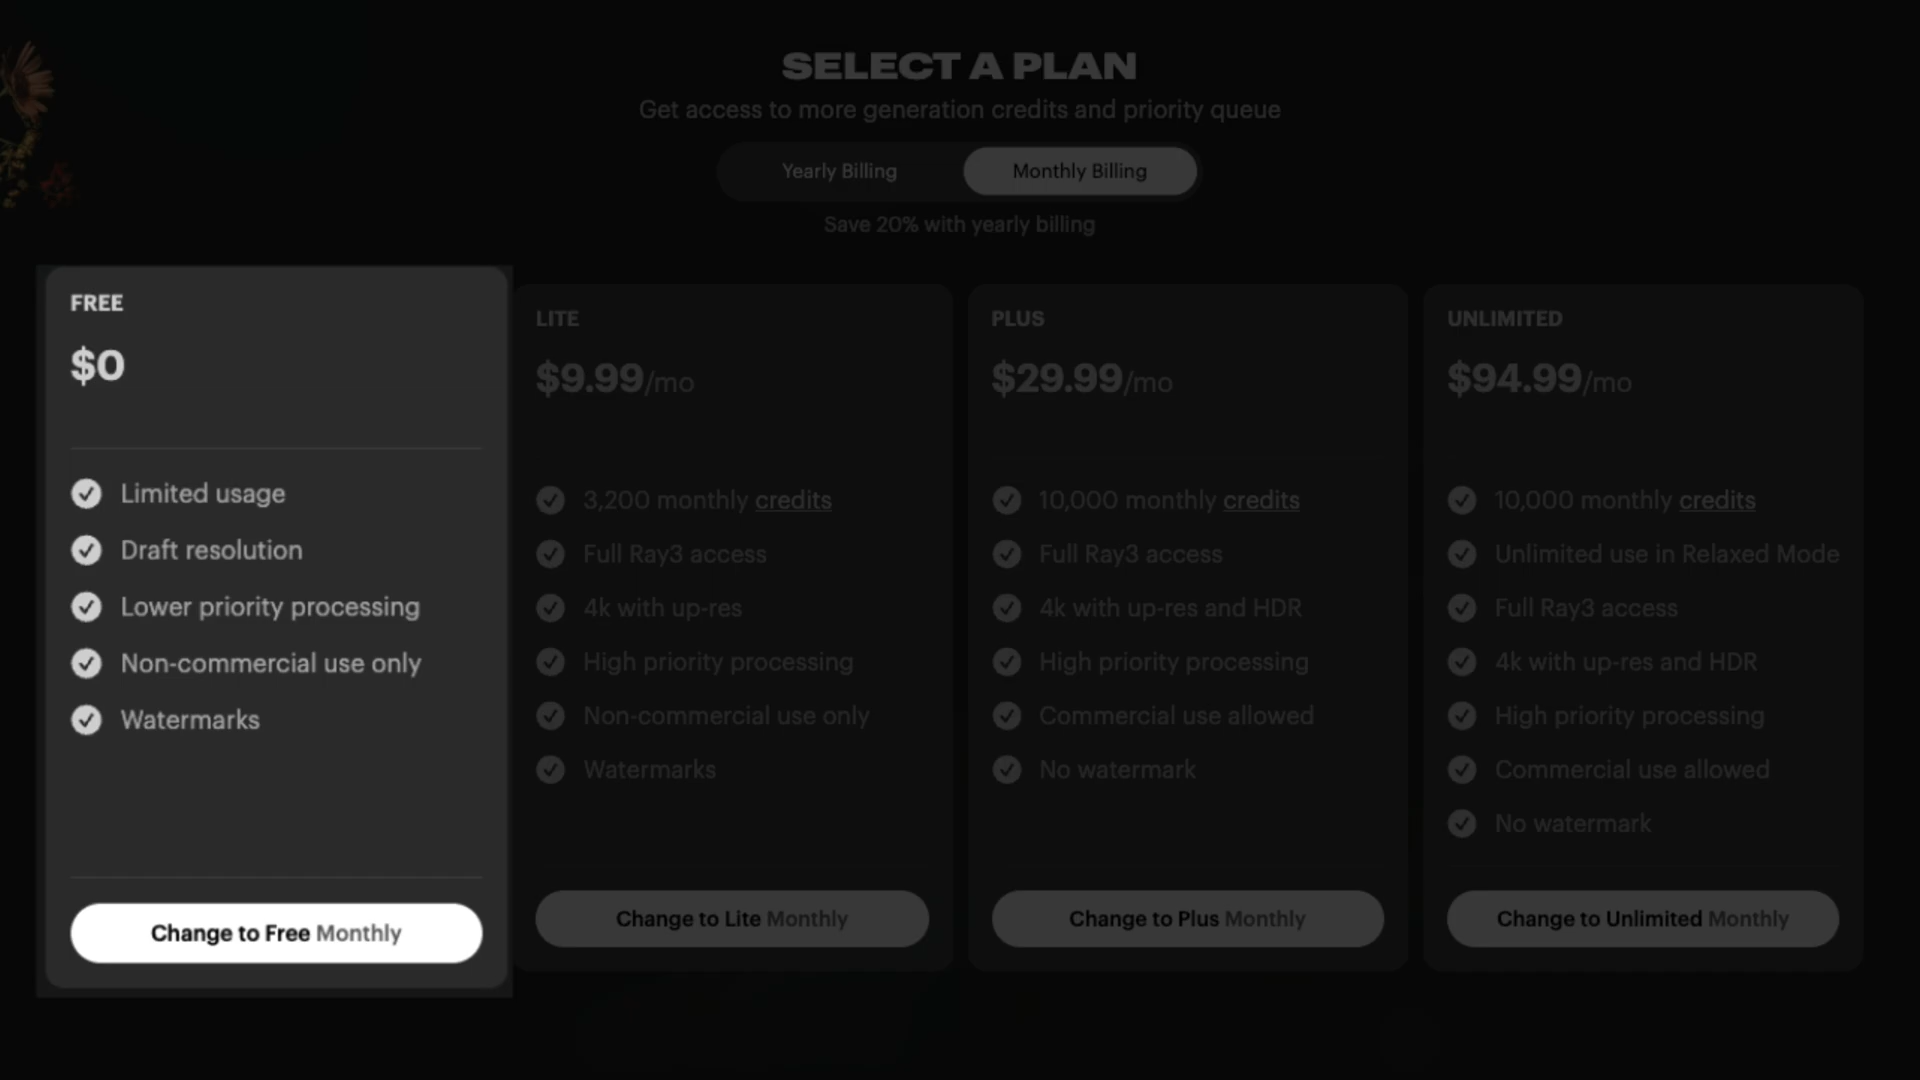 SELECT A PLAN
Get access to more generation credits and priority queue
Yearly Billing
Monthly Billing
Save 20% with yearly billing
FREE
$0
Limited usage
Draft resolution
Lower priority processing
Non-commercial use only
Watermarks
Change to Free Monthly
LITE
$9.99/mo
3,200 monthly credits
Full Ray3 access
4k with up-res
High priority processing
Non-commercial use only
Watermarks
Change to Lite Monthly
PLUS
$29.99/mo
10,000 monthly credits
Full Ray3 access
4k with up-res and HDR
High priority processing
Commercial use allowed
No watermark
Change to Plus Monthly
UNLIMITED
$94.99/mo
10,000 monthly credits
Unlimited use in Relaxed Mode
Full Ray3 access
4k with up-res and HDR
High priority processing
Commercial use allowed
No watermark
Change to Unlimited Monthly